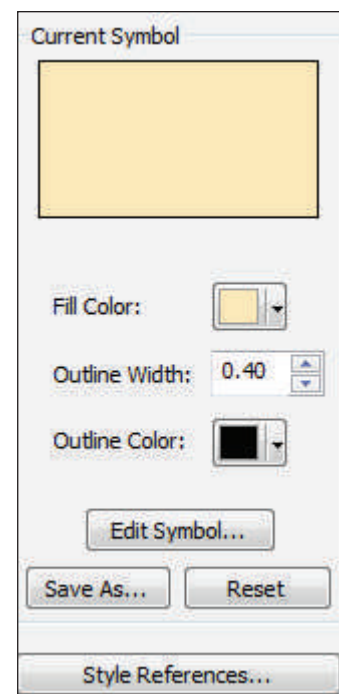 Current Symbol
Fill Color:
Outline Width: 0.40
Outline Color:
Edit Symbol...
Save As... Reset
Style References...